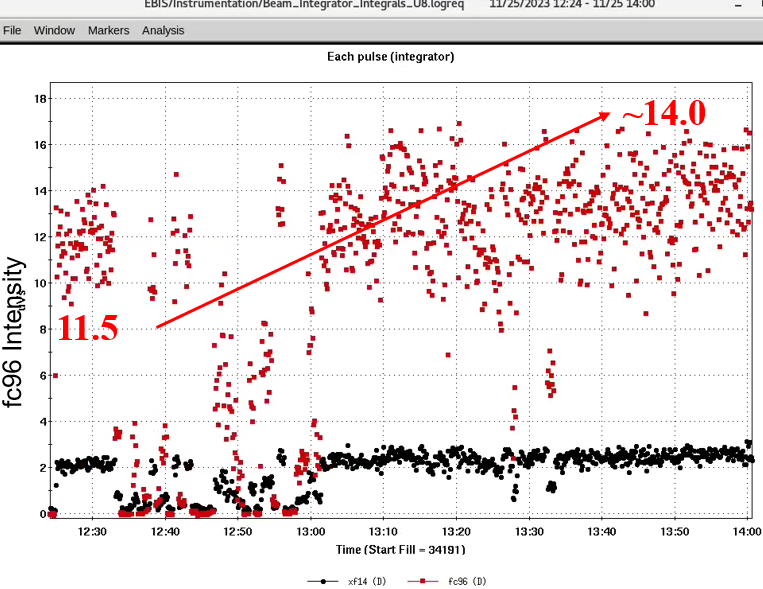 EBIS/Instrumentation/Beam_Integrator_Integrals_U8.logreq 11/25/2023 12:24 - 11/25 14:00
File Window Markers Analysis
Each pulse (integrator)
18
16
14
12
10
8
6
4
2
0
~14.0
11.5
fc96 Intensity
12:30 12:40 12:50 13:00 13:10 13:20 13:30 13:40 13:50 14:00
Time (Start Fill = 34191)
xf14 (D) fc96 (D)